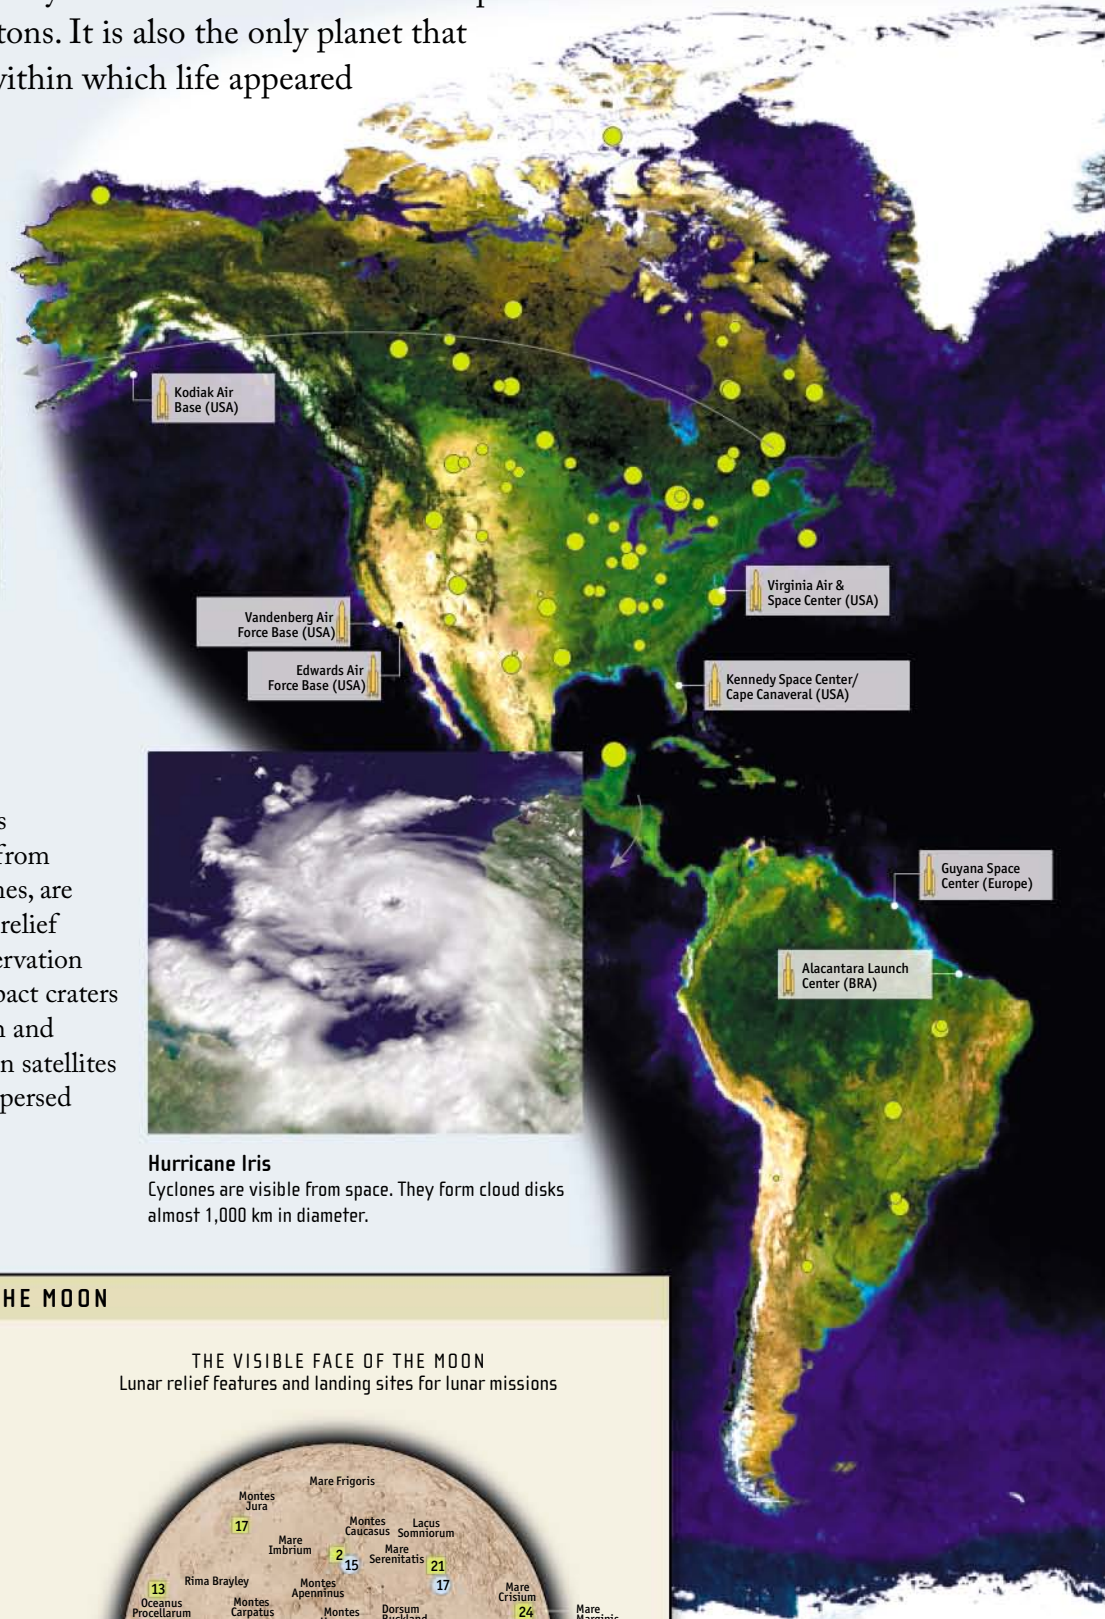 tons. It is also the only planet that
within which life appeared
Kodiak Air
Base (USA)
Virginia Air &
Space Center (USA)
Vandenberg Air
Force Base (USA)
Edwards Air
Force Base (USA)
Kennedy Space Center/
Cape Canaveral (USA)
s
from
nes, are
relief
ervation
pact craters
n and
n satellites
persed
Guyana Space
Center (Europe)
Alacantara Launch
Center (BRA)
Hurricane Iris
Cyclones are visible from space. They form cloud disks
almost 1,000 km in diameter.
HE MOON
THE VISIBLE FACE OF THE MOON
Lunar relief features and landing sites for lunar missions
Mare Frigoris
Montes
Jura
17
Montes
Caucasus
Lacus
Somniorum
Mare
Imbrium
2
15
Mare
Serenitatis
21
17
13
Rima Brayley
Oceanus
Procellarum
Montes
Carpatus
Montes
Apenninus
Montes
Dorsum
Mare
Crisium
24
Mare